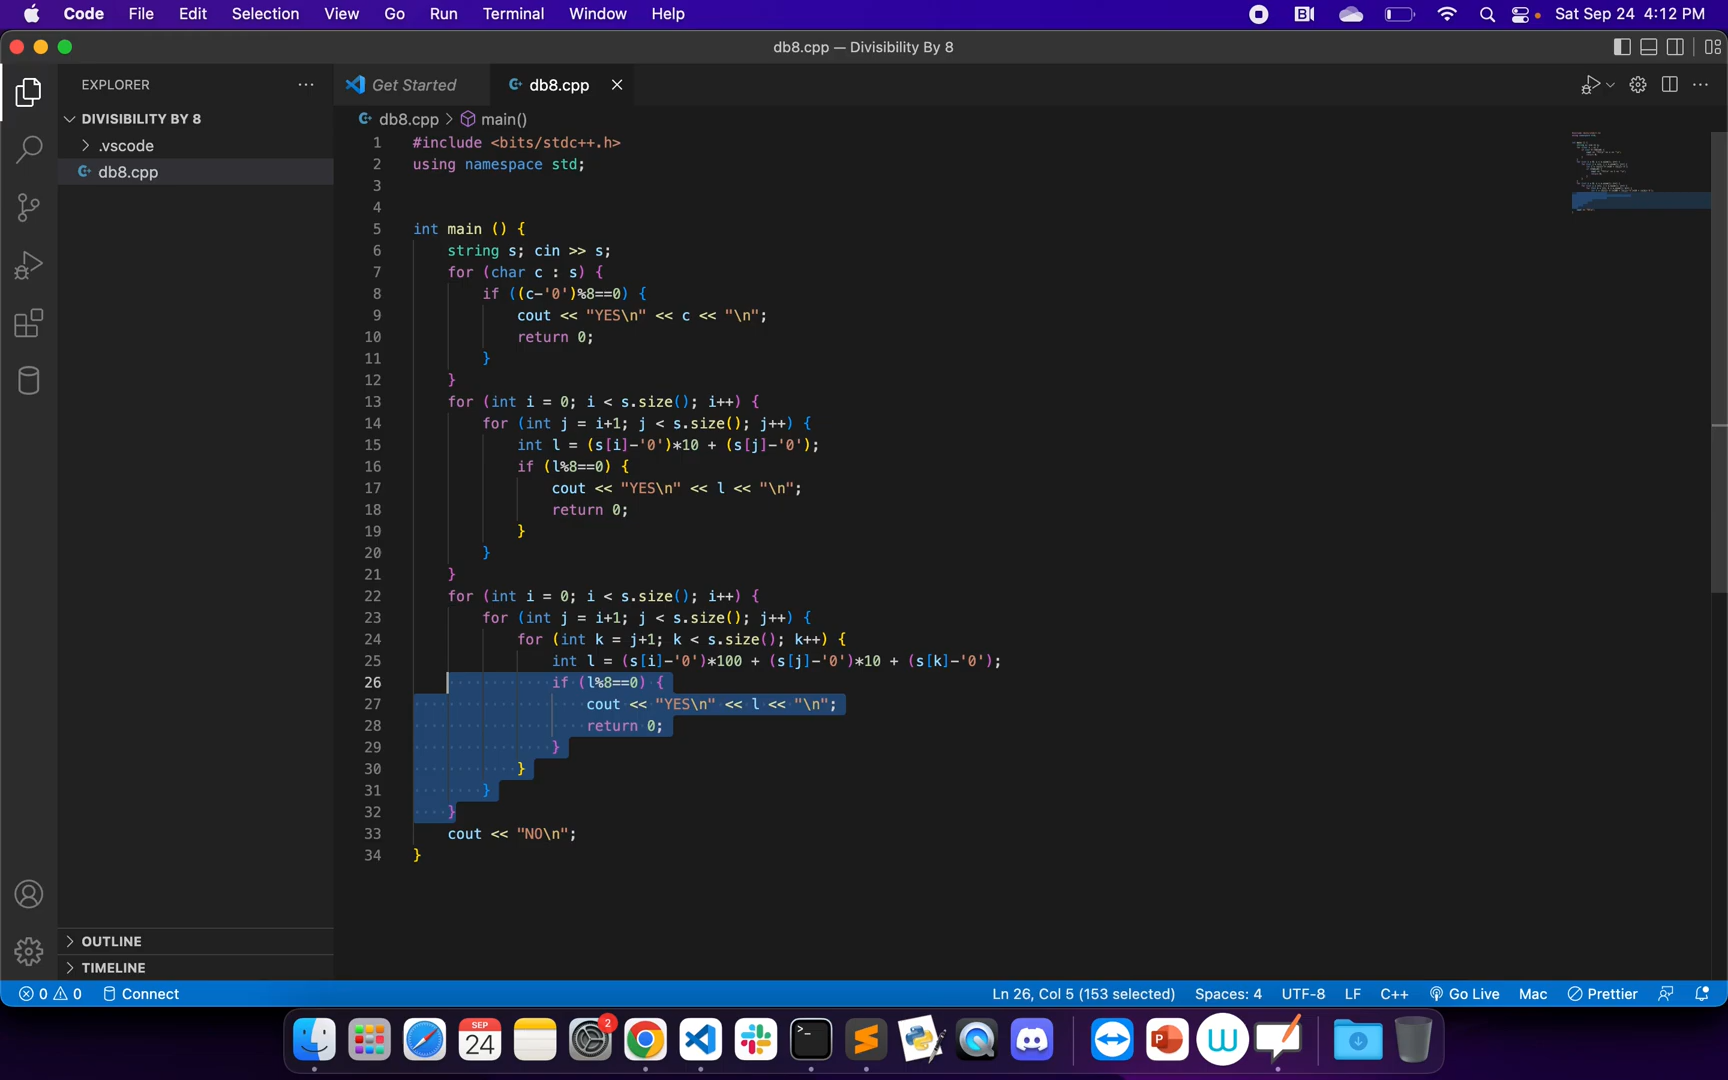 Code File Edit Selection View Go Run Terminal Window Help Sat Sep 24 4:12 PM
db8.cpp — Divisibility By 8
EXPLORER
Get Started
db8.cpp
DIVISIBILITY BY 8
.vscode
db8.cpp
db8.cpp > main()
1 #include <bits/stdc++.h>
2 using namespace std;
3
4
5 int main () {
6 string s; cin >> s;
7 for (char c : s) {
8 if ((c-'0')%8==0) {
9 cout << "YES\n" << c << "\n";
10 return 0;
11 }
12 }
13 for (int i = 0; i < s.size(); i++) {
14 for (int j = i+1; j < s.size(); j++) {
15 int l = (s[i]-'0')*10 + (s[j]-'0');
16 if (l%8==0) {
17 cout << "YES\n" << l << "\n";
18 return 0;
19 }
20 }
21 }
22 for (int i = 0; i < s.size(); i++) {
23 for (int j = i+1; j < s.size(); j++) {
24 for (int k = j+1; k < s.size(); k++) {
25 int l = (s[i]-'0')*100 + (s[j]-'0')*10 + (s[k]-'0');
26 if (l%8==0) {
27 cout << "YES\n" << l << "\n";
28 return 0;
29 }
30 }
31 }
32 }
33 cout << "NO\n";
34 }
OUTLINE
TIMELINE
0 0 Connect Ln 26, Col 5 (153 selected) Spaces: 4 UTF-8 LF C++ Go Live Mac Prettier
2
SEP
24